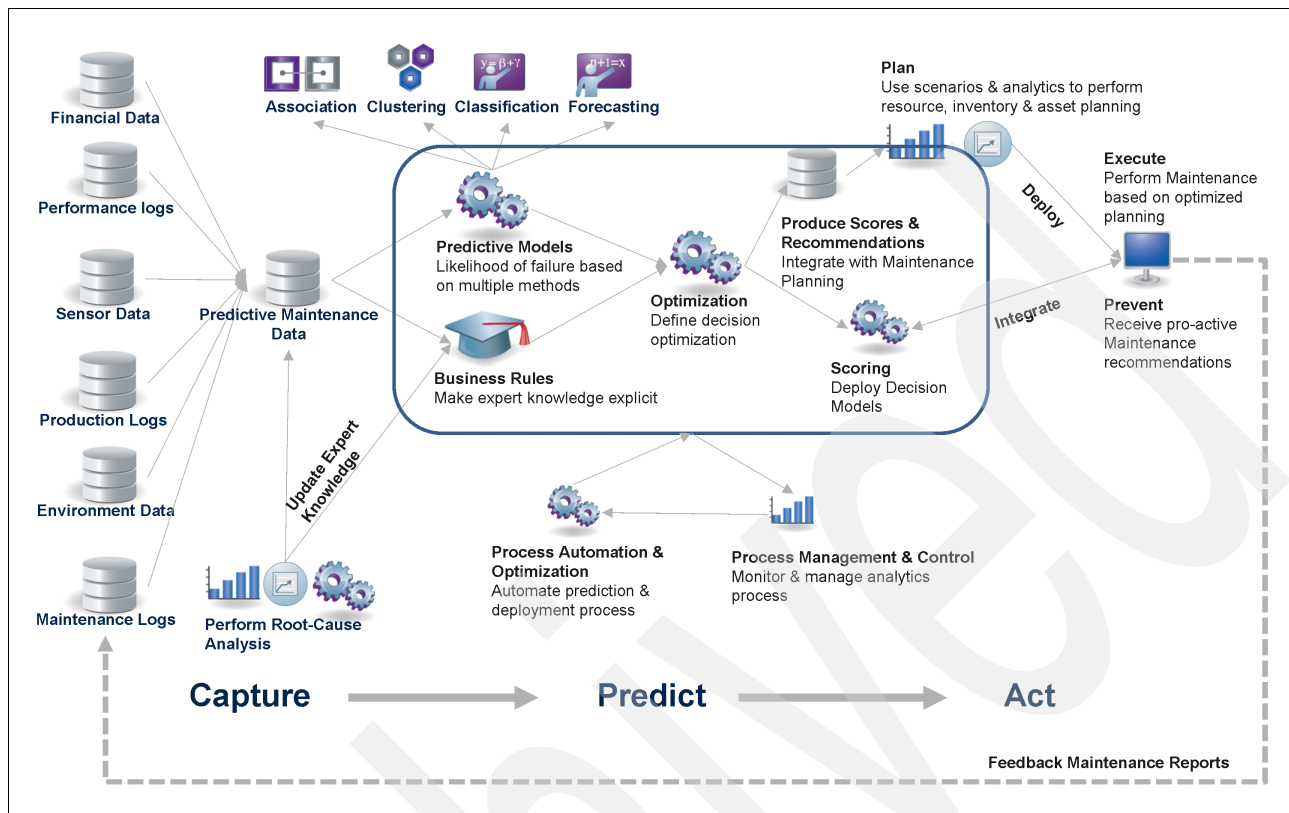 Financial Data
Performance logs
Sensor Data
Production Logs
Environment Data
Maintenance Logs
Predictive Maintenance
Data
Update Expert
Knowledge
Perform Root-Cause
Analysis
Association
Clustering
y= β+γ
Classification
n+1=x
Forecasting
Predictive Models
Likelihood of failure based
on multiple methods
Business Rules
Make expert knowledge explicit
Optimization
Define decision
optimization
Produce Scores &
Recommendations
Integrate with Maintenance
Planning
Scoring
Deploy Decision
Models
Plan
Use scenarios & analytics to perform
resource, inventory & asset planning
Deploy
Integrate
Execute
Perform Maintenance
based on optimized
planning
Prevent
Receive pro-active
Maintenance
recommendations
Process Automation &
Optimization
Automate prediction &
deployment process
Process Management & Control
Monitor & manage analytics
process
Capture
Predict
Act
Feedback Maintenance Reports